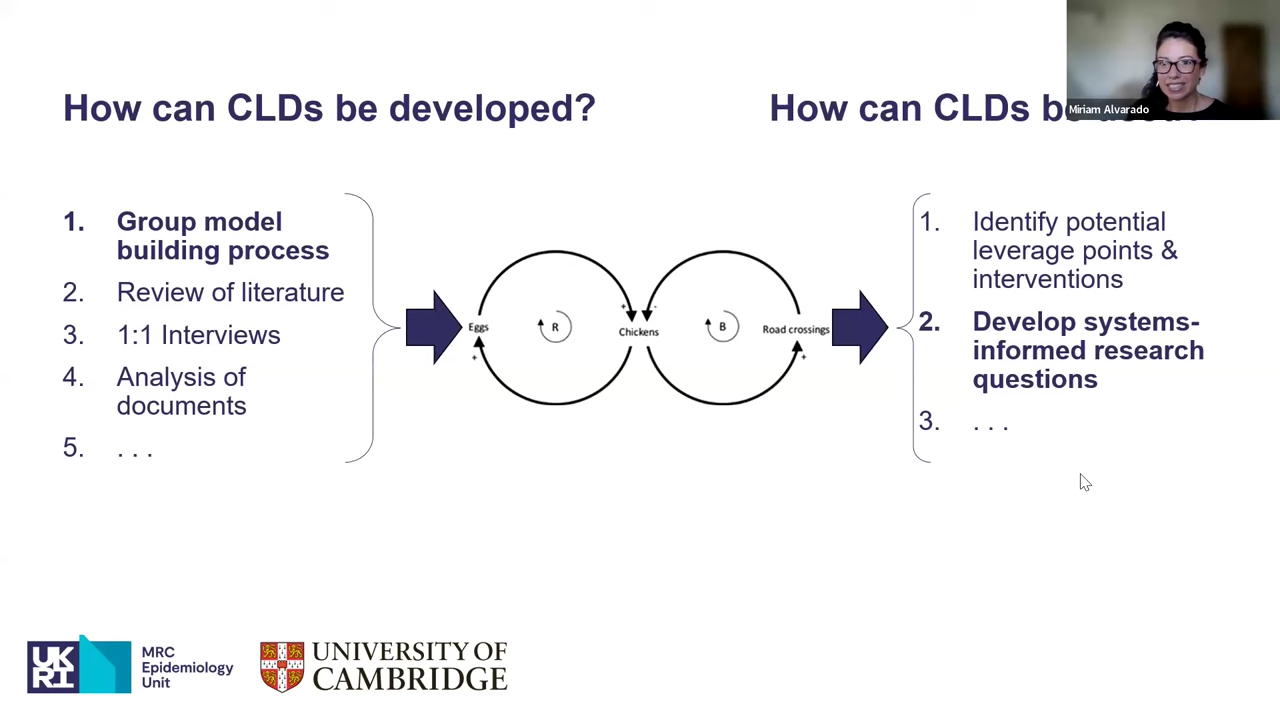 How can CLDs be developed?
How can CLDs be
Miriam Alvarado
1. Group model
building process
2. Review of literature
3. 1:1 Interviews
4. Analysis of
documents
5. . . .
Eggs
R
Chickens
B
Road crossings
+
+
-
+
1. Identify potential
leverage points &
interventions
2. Develop systems-
informed research
questions
3. . . .
UK
RI
MRC
Epidemiology
Unit
UNIVERSITY OF
CAMBRIDGE